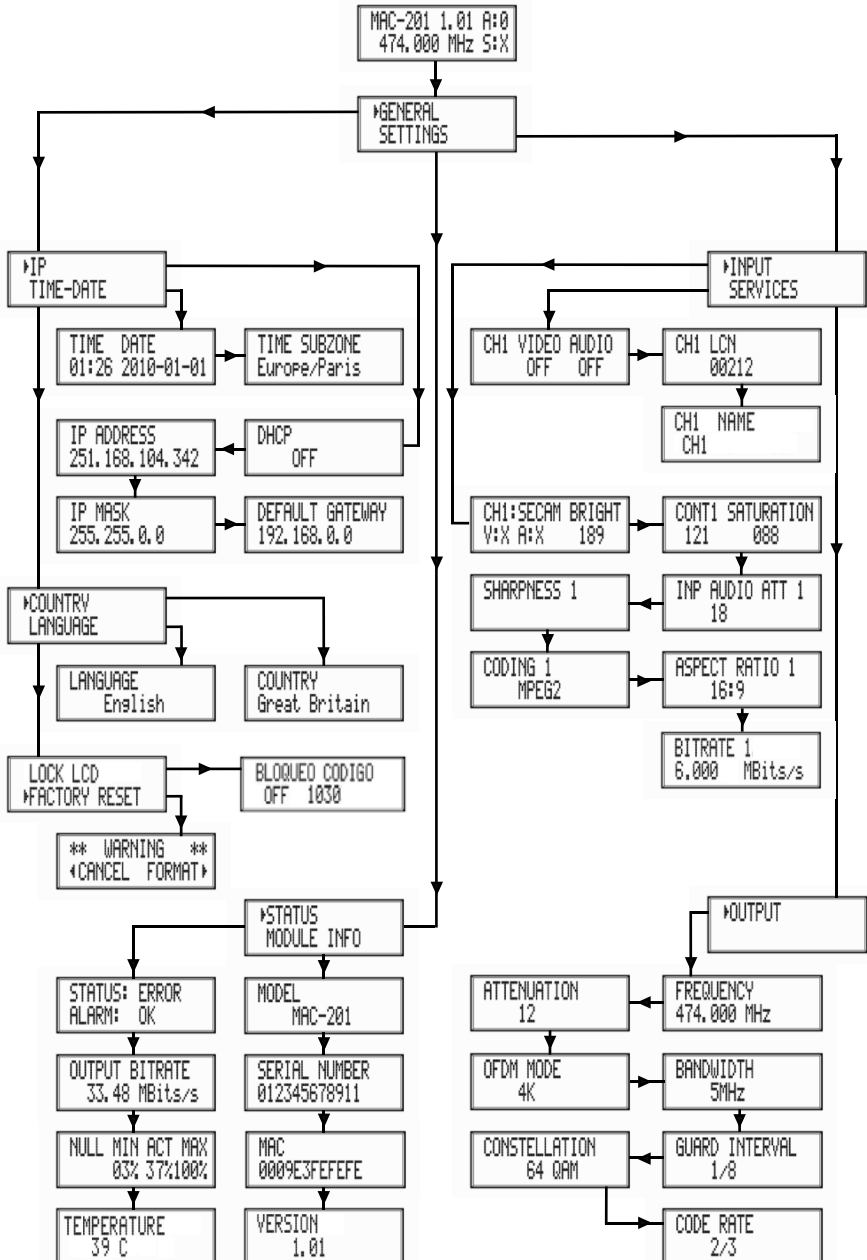 MAC-201 1.01 A:0
474.000 MHz S:X
GENERAL
SETTINGS
IP
TIME-DATE
TIME DATE
01:26 2010-01-01
TIME SUBZONE
Europe/Paris
IP ADDRESS
251.168.104.342
DHCP
OFF
IP MASK
255.255.0.0
DEFAULT GATEWAY
192.168.0.0
COUNTRY
LANGUAGE
LANGUAGE
English
COUNTRY
Great Britain
LOCK LCD
FACTORY RESET
BLOQUEO CODIGO
OFF 1030
** WARNING **
CANCEL FORMAT
STATUS
MODULE INFO
STATUS: ERROR
ALARM: OK
MODEL
MAC-201
OUTPUT BITRATE
33.48 MBits/s
SERIAL NUMBER
012345678911
NULL MIN ACT MAX
03% 37%100%
MAC
0009E3FEFEFE
TEMPERATURE
39 C
VERSION
1.01
INPUT
SERVICES
CH1 VIDEO AUDIO
OFF OFF
CH1 LCN
00212
CH1 NAME
CH1
CH1:SECAM BRIGHT
V:X A:X 189
CONT1 SATURATION
121 088
SHARPNESS 1
INP AUDIO ATT 1
18
CODING 1
MPEG2
ASPECT RATIO 1
16:9
BITRATE 1
6.000 MBits/s
OUTPUT
ATTENUATION
12
FREQUENCY
474.000 MHz
OFDM MODE
4K
BANDWIDTH
5MHz
CONSTELLATION
64 QAM
GUARD INTERVAL
1/8
CODE RATE
2/3